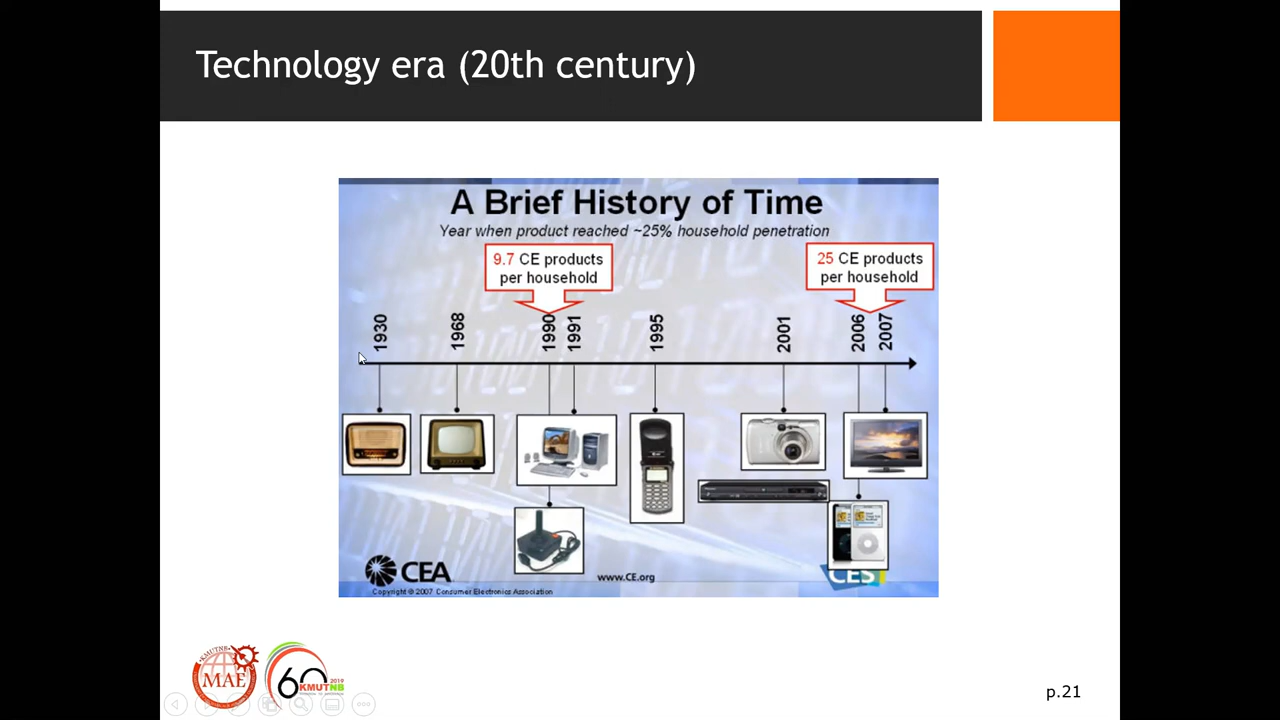 Technology era (20th century)
A Brief History of Time
Year when product reached ~25% household penetration
9.7 CE products
per household
25 CE products
per household
1930
1968
1990
1991
1995
2001
2006
2007
CEA
www.CE.org
CES
Copyright © 2007 Consumer Electronics Association
KMUTNB
MAE
60
2019
KMUTNB
p.21